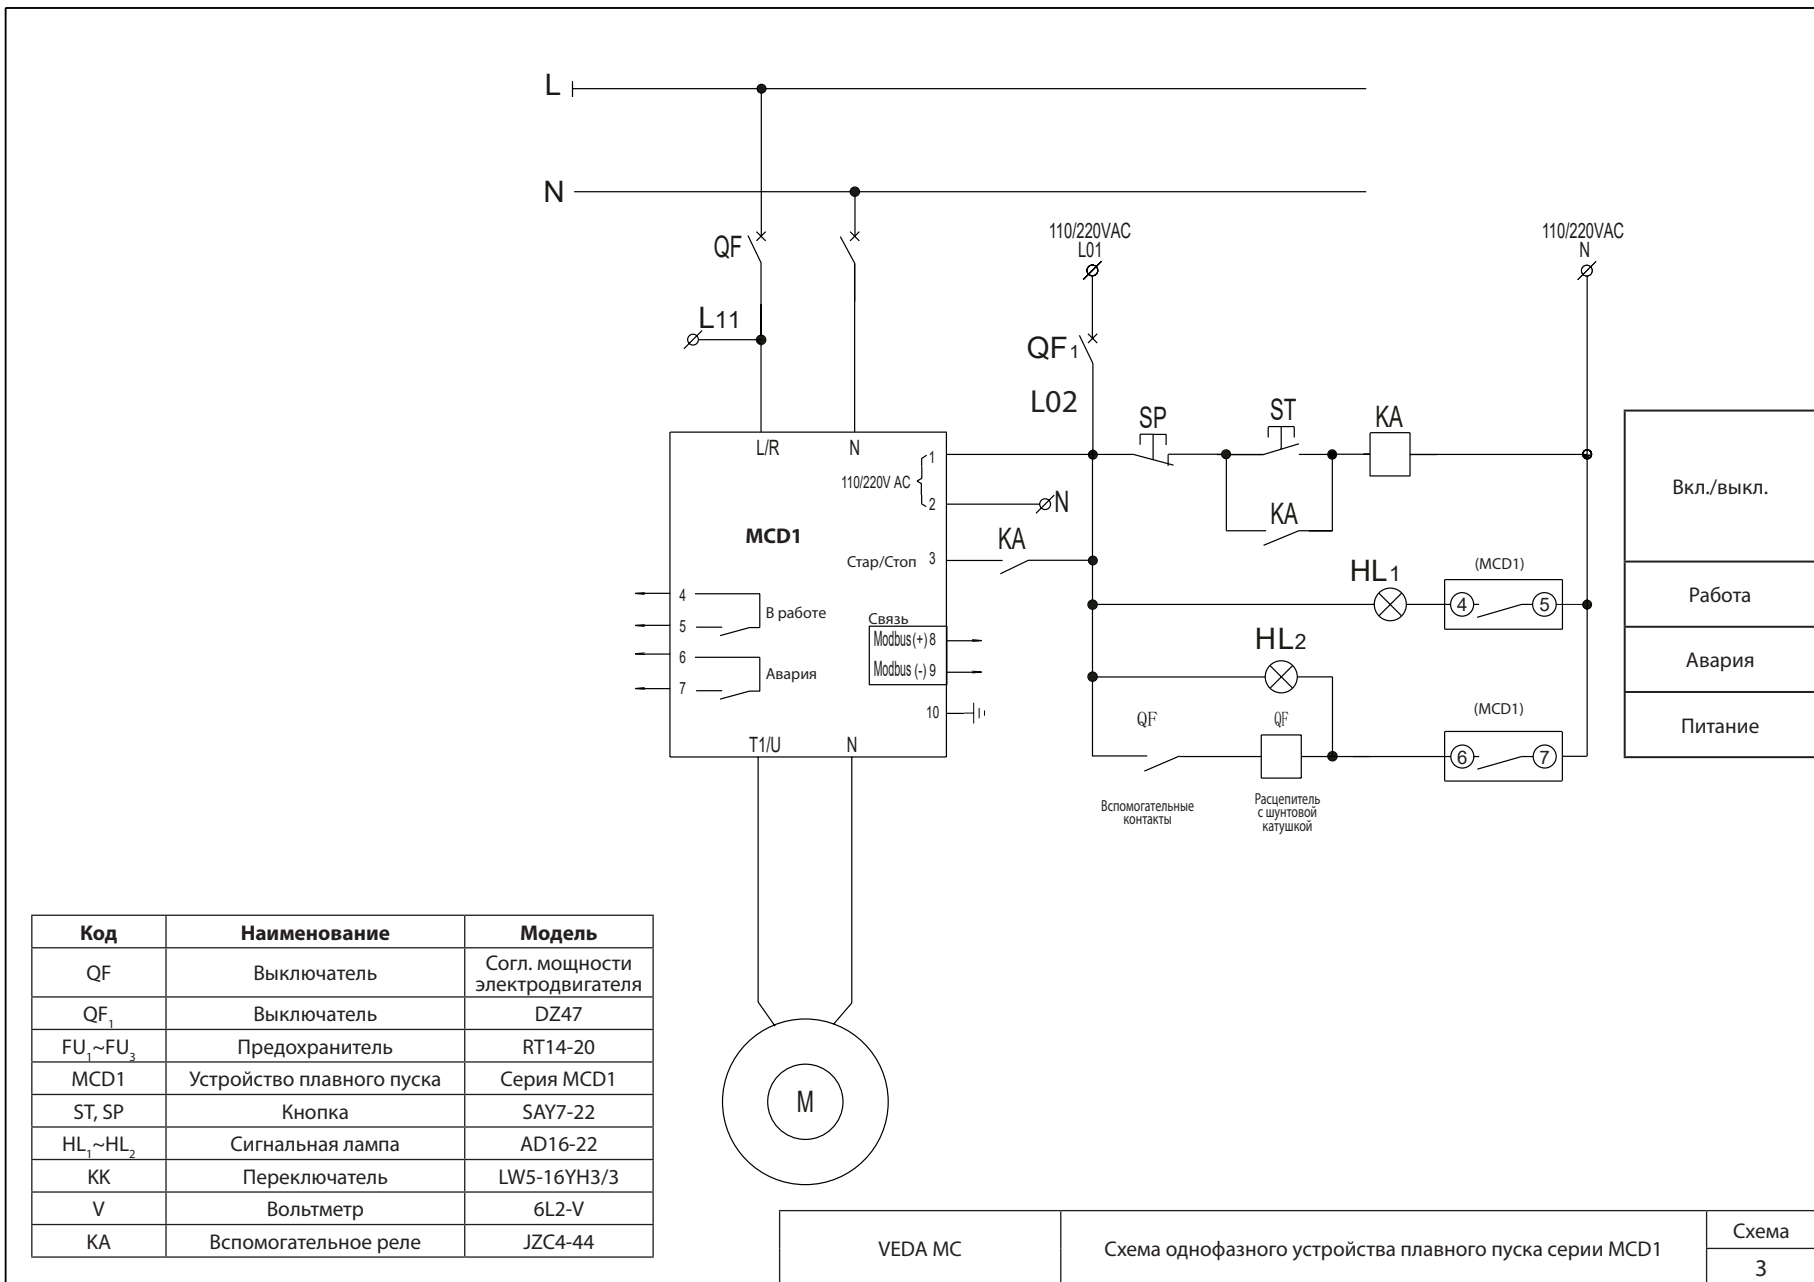 L
N
QF
L11
110/220VAC
L01
110/220VAC
N
QF1
L02
SP
ST
KA
KA
L/R
N
1
110/220V AC
2
N
MCD1
KA
Стар/Стоп 3
4
5
В работе
6
7
Авария
Связь
Modbus(+) 8
Modbus (-) 9
10
T1/U
N
HL1
(MCD1)
4
5
HL2
QF
QF
(MCD1)
6
7
Вспомогательные
контакты
Расцепитель
с шунтовой
катушкой
Вкл./выкл.
Работа
Авария
Питание
M
Код Наименование Модель
QF Выключатель Согл. мощности
электродвигателя
QF1 Выключатель DZ47
FU1~FU3 Предохранитель RT14-20
MCD1 Устройство плавного пуска Серия MCD1
ST, SP Кнопка SAY7-22
HL1~HL2 Сигнальная лампа AD16-22
KK Переключатель LW5-16YH3/3
V Вольтметр 6L2-V
KA Вспомогательное реле JZC4-44
VEDA MC
Схема однофазного устройства плавного пуска серии MCD1
Схема
3